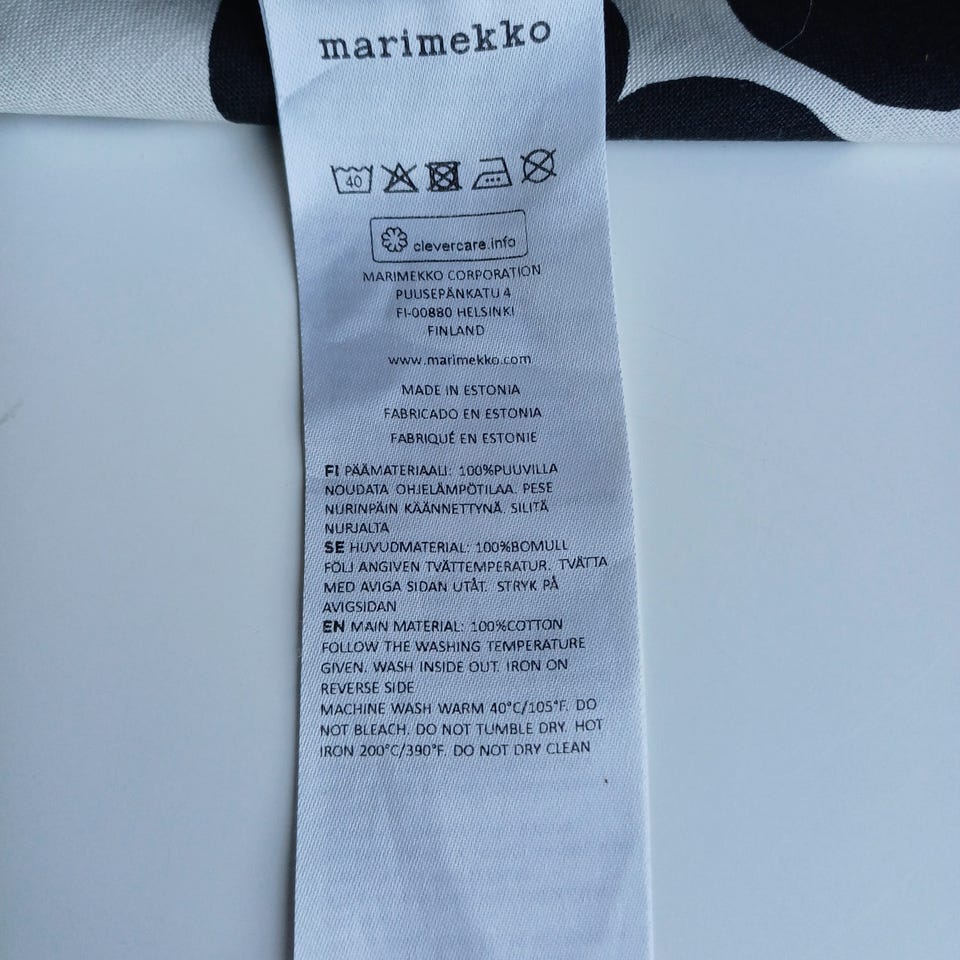 marimekko
40
clevercare.info
MARIMEKKO CORPORATION
PUUSEPÄNKATU 4
FI-00880 HELSINKI
FINLAND
www.marimekko.com
MADE IN ESTONIA
FABRICADO EN ESTONIA
FABRIQUÉ EN ESTONIE
FI PÄÄMATERIAALI: 100%PUUVILLA
NOUDATA OHJELÄMPÖTILAA. PESE
NURINPÄIN KÄÄNNETTYNÄ. SILITÄ
NURJALTA
SE HUVUDMATERIAL: 100%BOMULL
FÖLJ ANGIVEN TVÄTTEMPERATUR. TVÄTTA
MED AVIGA SIDAN UTÅT. STRYK PÅ
AVIGSIDAN
EN MAIN MATERIAL: 100%COTTON
FOLLOW THE WASHING TEMPERATURE
GIVEN. WASH INSIDE OUT. IRON ON
REVERSE SIDE
MACHINE WASH WARM 40°C/105°F. DO
NOT BLEACH. DO NOT TUMBLE DRY. HOT
IRON 200°C/390°F. DO NOT DRY CLEAN